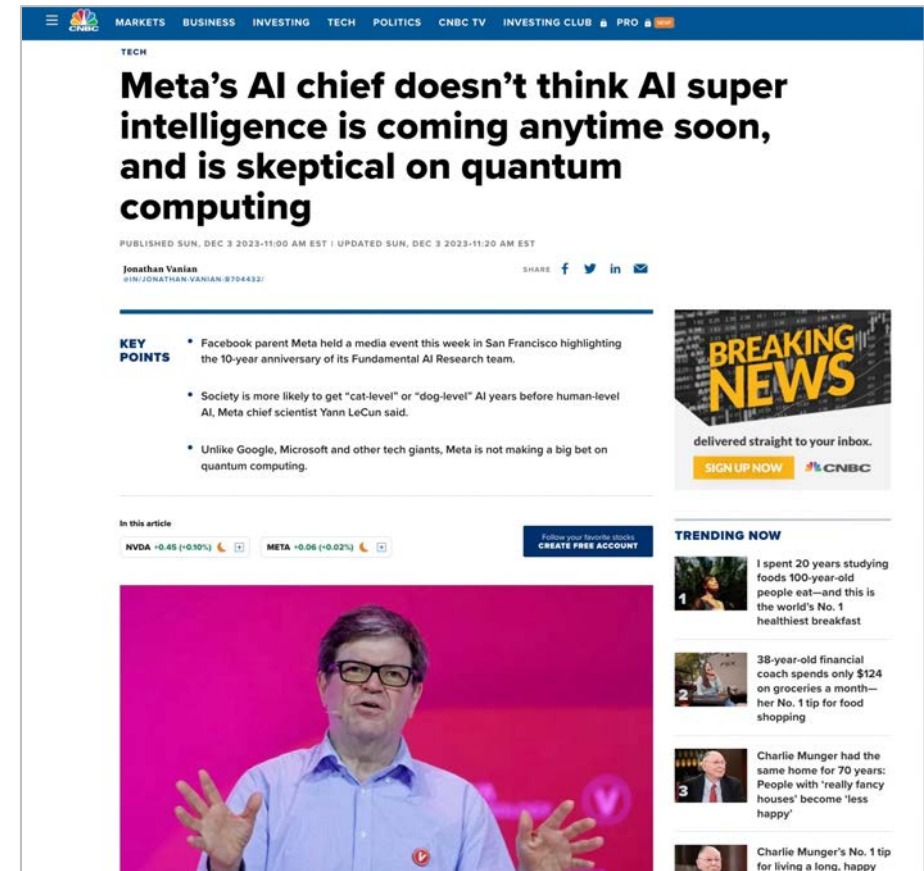 CNBC
MARKETS BUSINESS INVESTING TECH POLITICS CNBC TV INVESTING CLUB PRO NEW
TECH
Meta’s AI chief doesn’t think AI super
intelligence is coming anytime soon,
and is skeptical on quantum
computing
PUBLISHED SUN, DEC 3 2023•11:00 AM EST | UPDATED SUN, DEC 3 2023•11:20 AM EST
Jonathan Vanian
@IN/JONATHAN-VANIAN-B704432/
SHARE
KEY
POINTS
• Facebook parent Meta held a media event this week in San Francisco highlighting
the 10-year anniversary of its Fundamental AI Research team.
• Society is more likely to get “cat-level” or “dog-level” AI years before human-level
AI, Meta chief scientist Yann LeCun said.
• Unlike Google, Microsoft and other tech giants, Meta is not making a big bet on
quantum computing.
In this article
NVDA +0.45 (+0.10%)
META +0.06 (+0.02%)
Follow your favorite stocks
CREATE FREE ACCOUNT
BREAKING
NEWS
delivered straight to your inbox.
SIGN UP NOW
CNBC
TRENDING NOW
1
I spent 20 years studying
foods 100-year-old
people eat—and this is
the world’s No. 1
healthiest breakfast
2
38-year-old financial
coach spends only $124
on groceries a month—
her No. 1 tip for food
shopping
3
Charlie Munger had the
same home for 70 years:
People with ‘really fancy
houses’ become ‘less
happy’
Charlie Munger’s No. 1 tip
for living a long, happy